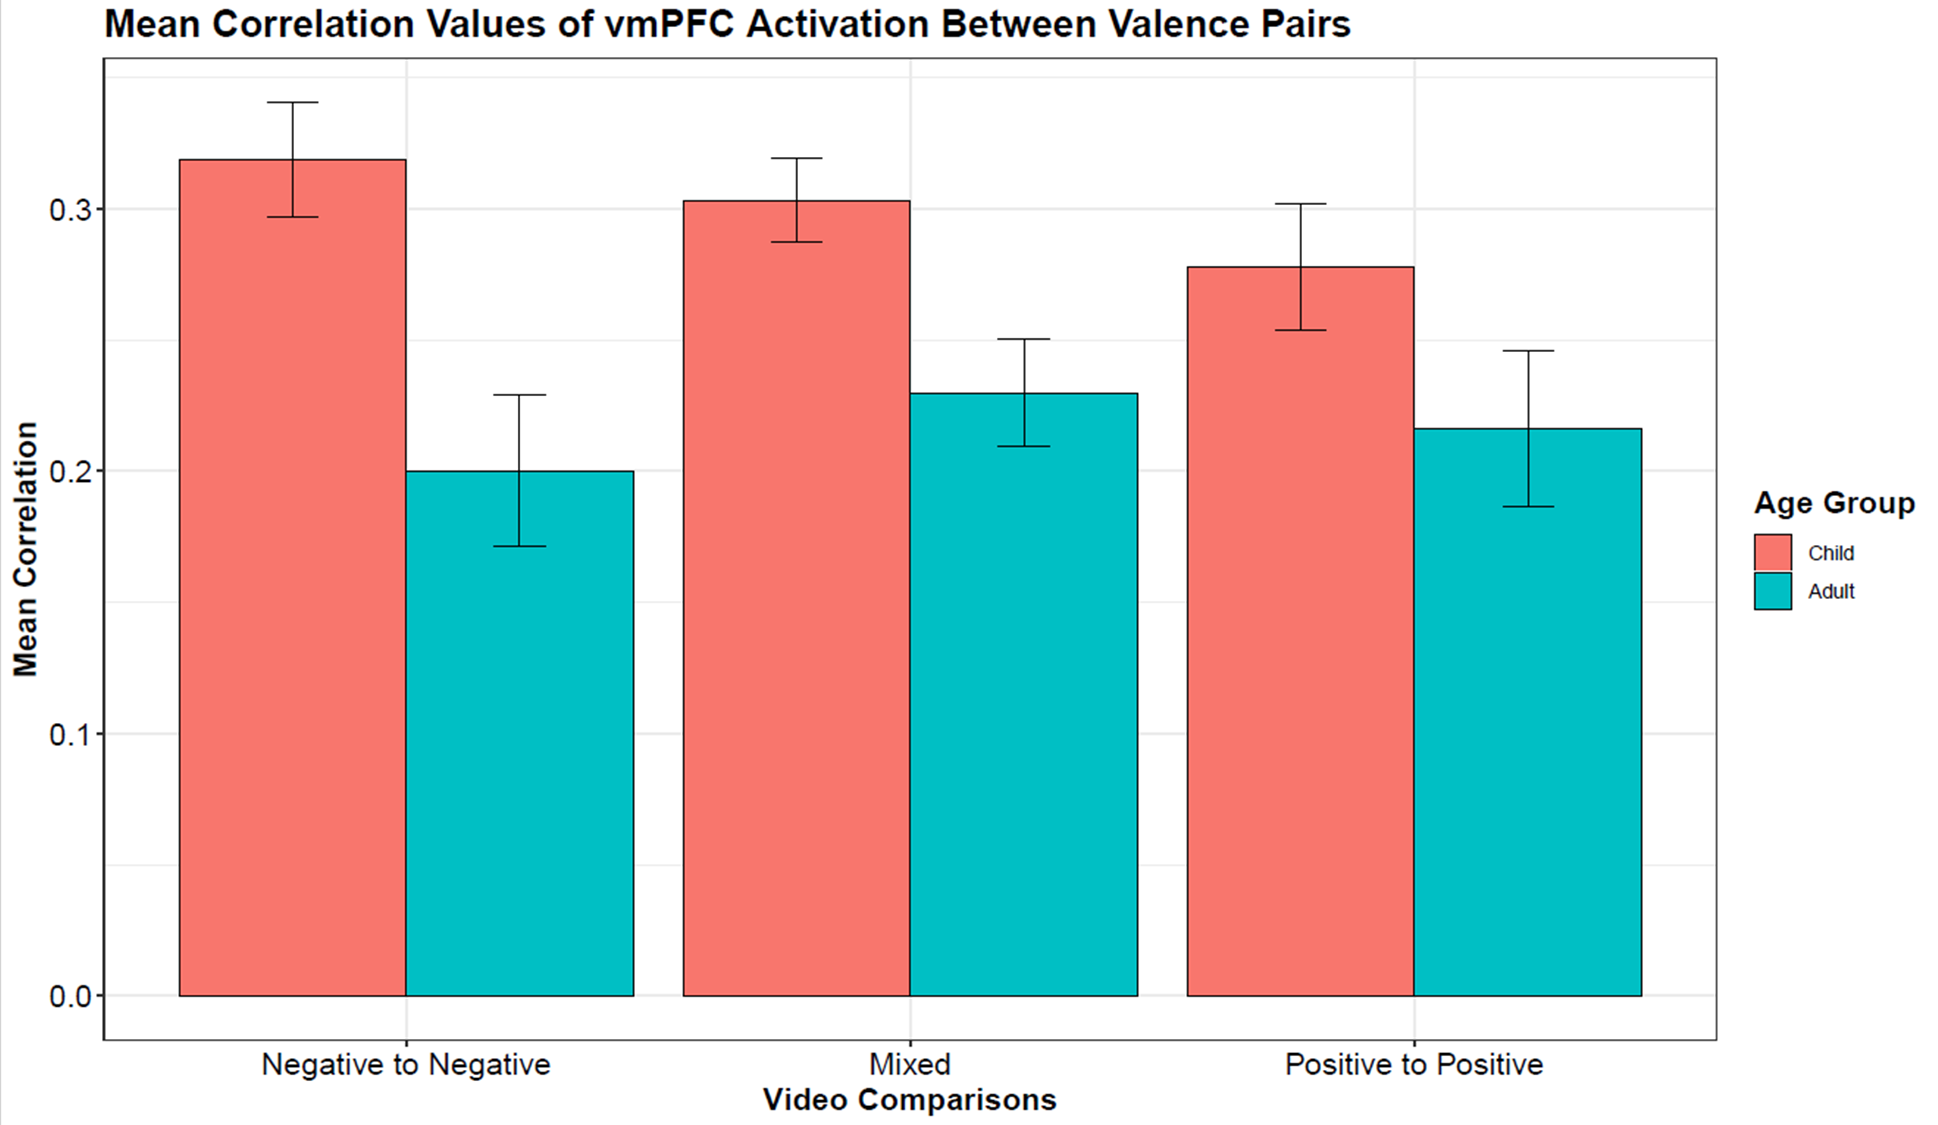 Mean Correlation Values of vmPFC Activation Between Valence Pairs
Mean Correlation
0.3
0.2
0.1
0.0
Negative to Negative
Mixed
Positive to Positive
Video Comparisons
Age Group
Child
Adult